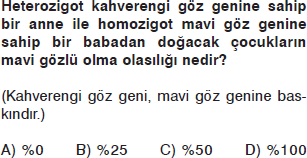 Heterozigot kahverengi göz genine sahip
bir anne ile homozigot mavi göz genine
sahip bir babadan doğacak çocukların
mavi gözlü olma olasılığı nedir?
(Kahverengi göz geni, mavi göz genine bas-
kındır.)
A) %0 B) %25 C) %50 D) %100